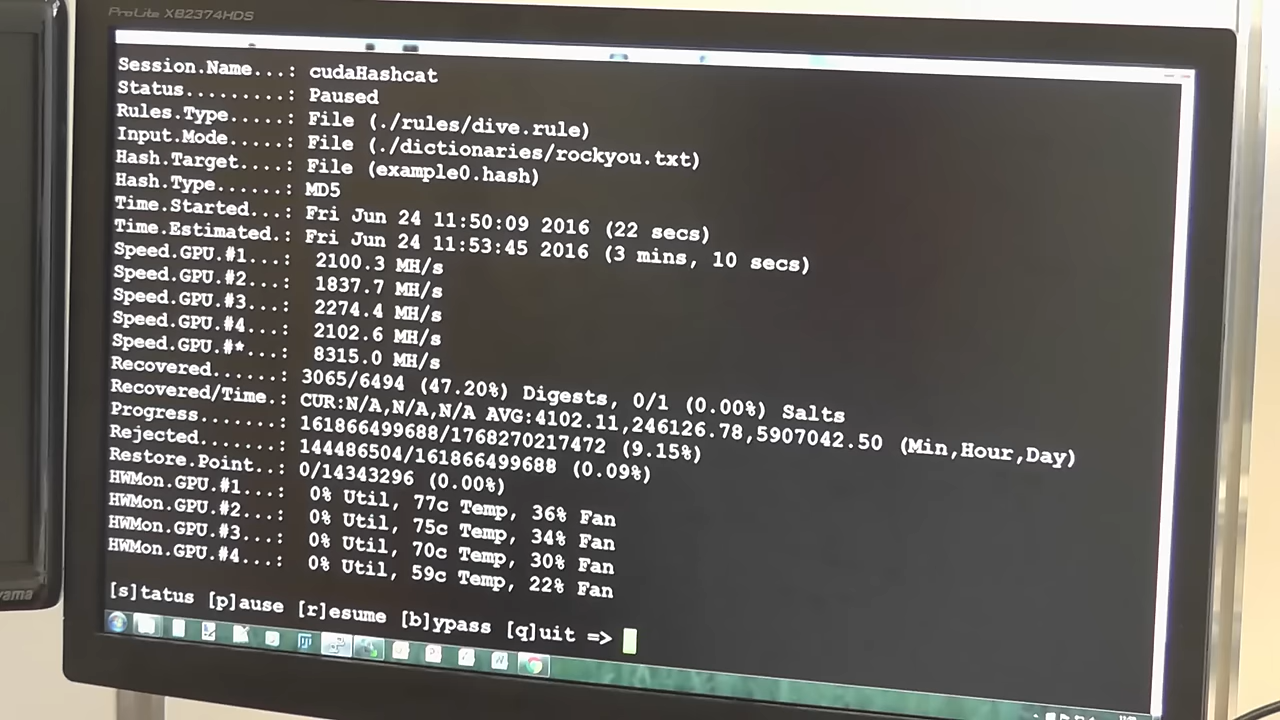 ProLite XB2374HDS
Session.Name...: cudaHashcat
Status.........: Paused
Rules.Type.....: File (./rules/dive.rule)
Input.Mode.....: File (./dictionaries/rockyou.txt)
Hash.Target....: File (example0.hash)
Hash.Type......: MD5
Time.Started...: Fri Jun 24 11:50:09 2016 (22 secs)
Time.Estimated.: Fri Jun 24 11:53:45 2016 (3 mins, 10 secs)
Speed.GPU.#1...: 2100.3 MH/s
Speed.GPU.#2...: 1837.7 MH/s
Speed.GPU.#3...: 2274.4 MH/s
Speed.GPU.#4...: 2102.6 MH/s
Speed.GPU.#*...: 8315.0 MH/s
Recovered......: 3065/6494 (47.20%) Digests, 0/1 (0.00%) Salts
Recovered/Time.: CUR:N/A,N/A,N/A AVG:4102.11,246126.78,5907042.50 (Min,Hour,Day)
Progress.......: 161866499688/1768270217472 (9.15%)
Rejected.......: 144486504/161866499688 (0.09%)
Restore.Point..: 0/14343296 (0.00%)
HWMon.GPU.#1...: 0% Util, 77c Temp, 36% Fan
HWMon.GPU.#2...: 0% Util, 75c Temp, 34% Fan
HWMon.GPU.#3...: 0% Util, 70c Temp, 30% Fan
HWMon.GPU.#4...: 0% Util, 59c Temp, 22% Fan
[s]tatus [p]ause [r]esume [b]ypass [q]uit =>